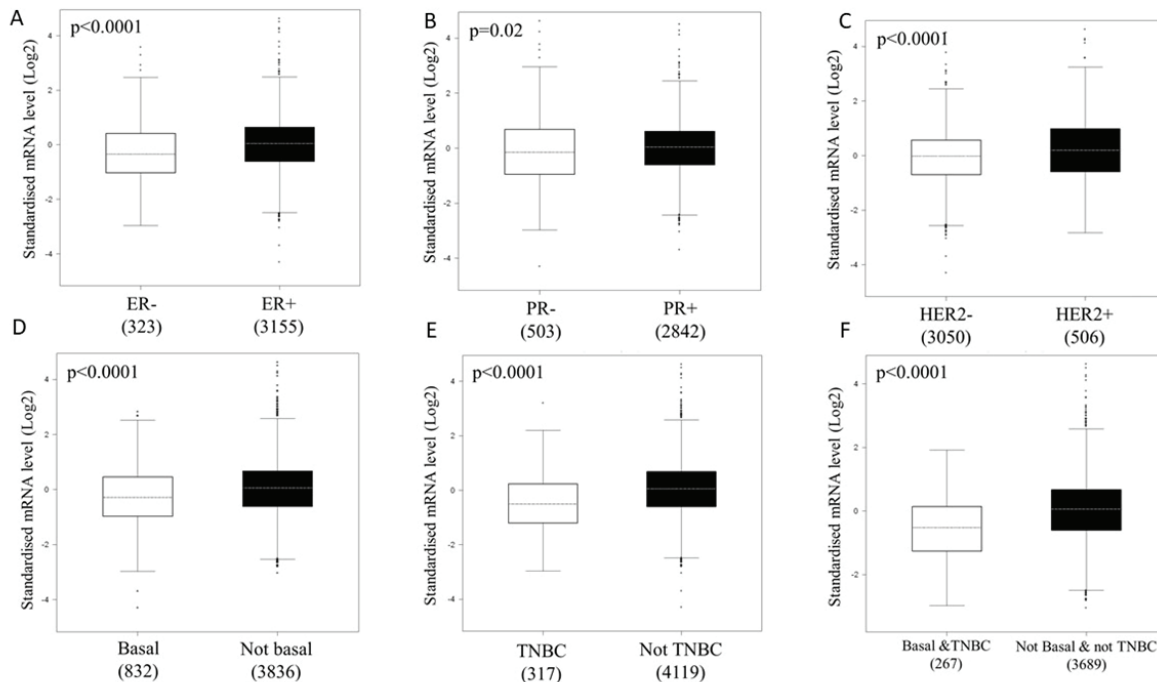 A
p<0.0001
Standardised mRNA level (Log2)
4
2
0
-2
-4
ER-
(323)
ER+
(3155)
B
p=0.02
Standardised mRNA level (Log2)
4
2
0
-2
-4
PR-
(503)
PR+
(2842)
C
p<0.0001
Standardised mRNA level (Log2)
4
2
0
-2
-4
HER2-
(3050)
HER2+
(506)
D
p<0.0001
Standardised mRNA level (Log2)
4
2
0
-2
-4
Basal
(832)
Not basal
(3836)
E
p<0.0001
Standardised mRNA level (Log2)
4
2
0
-2
-4
TNBC
(317)
Not TNBC
(4119)
F
p<0.0001
Standardised mRNA level (Log2)
4
2
0
-2
Basal &TNBC
(267)
Not Basal & not TNBC
(3689)